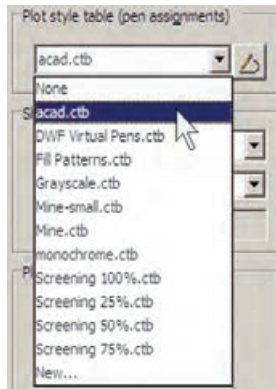 Plot style table (pen assignments)
acad.ctb
None
acad.ctb
DWF Virtual Pens.ctb
Fill Patterns.ctb
Grayscale.ctb
Mine-small.ctb
Mine.ctb
monochrome.ctb
Screening 100%.ctb
Screening 25%.ctb
Screening 50%.ctb
Screening 75%.ctb
New...